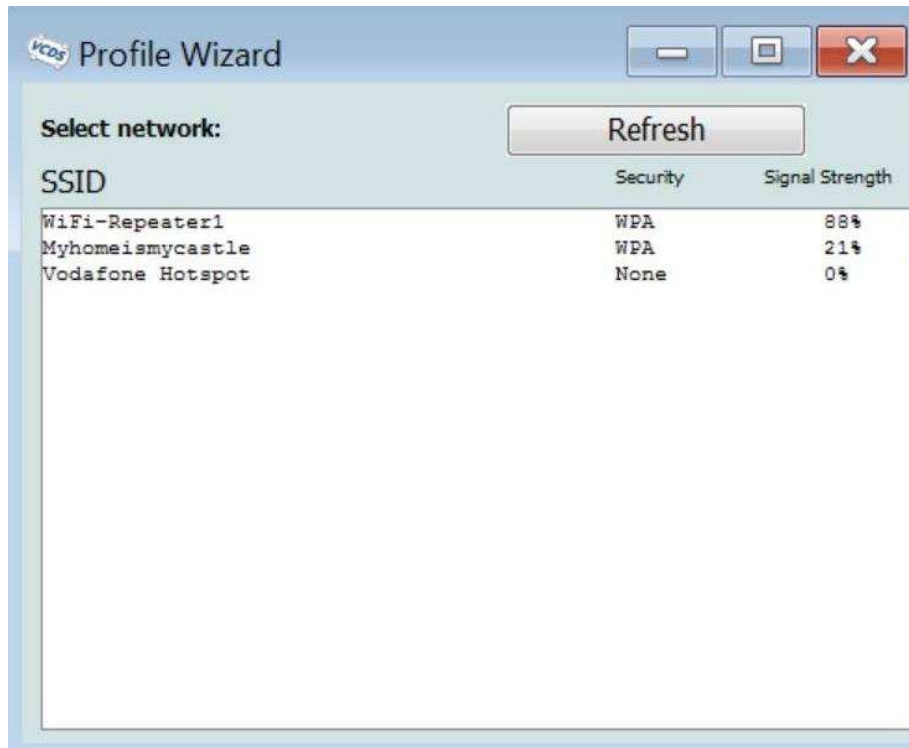 VCDS Profile Wizard
Select network: Refresh
SSID Security Signal Strength
WiFi-Repeater1 WPA 88%
Myhomeismycastle WPA 21%
Vodafone Hotspot None 0%